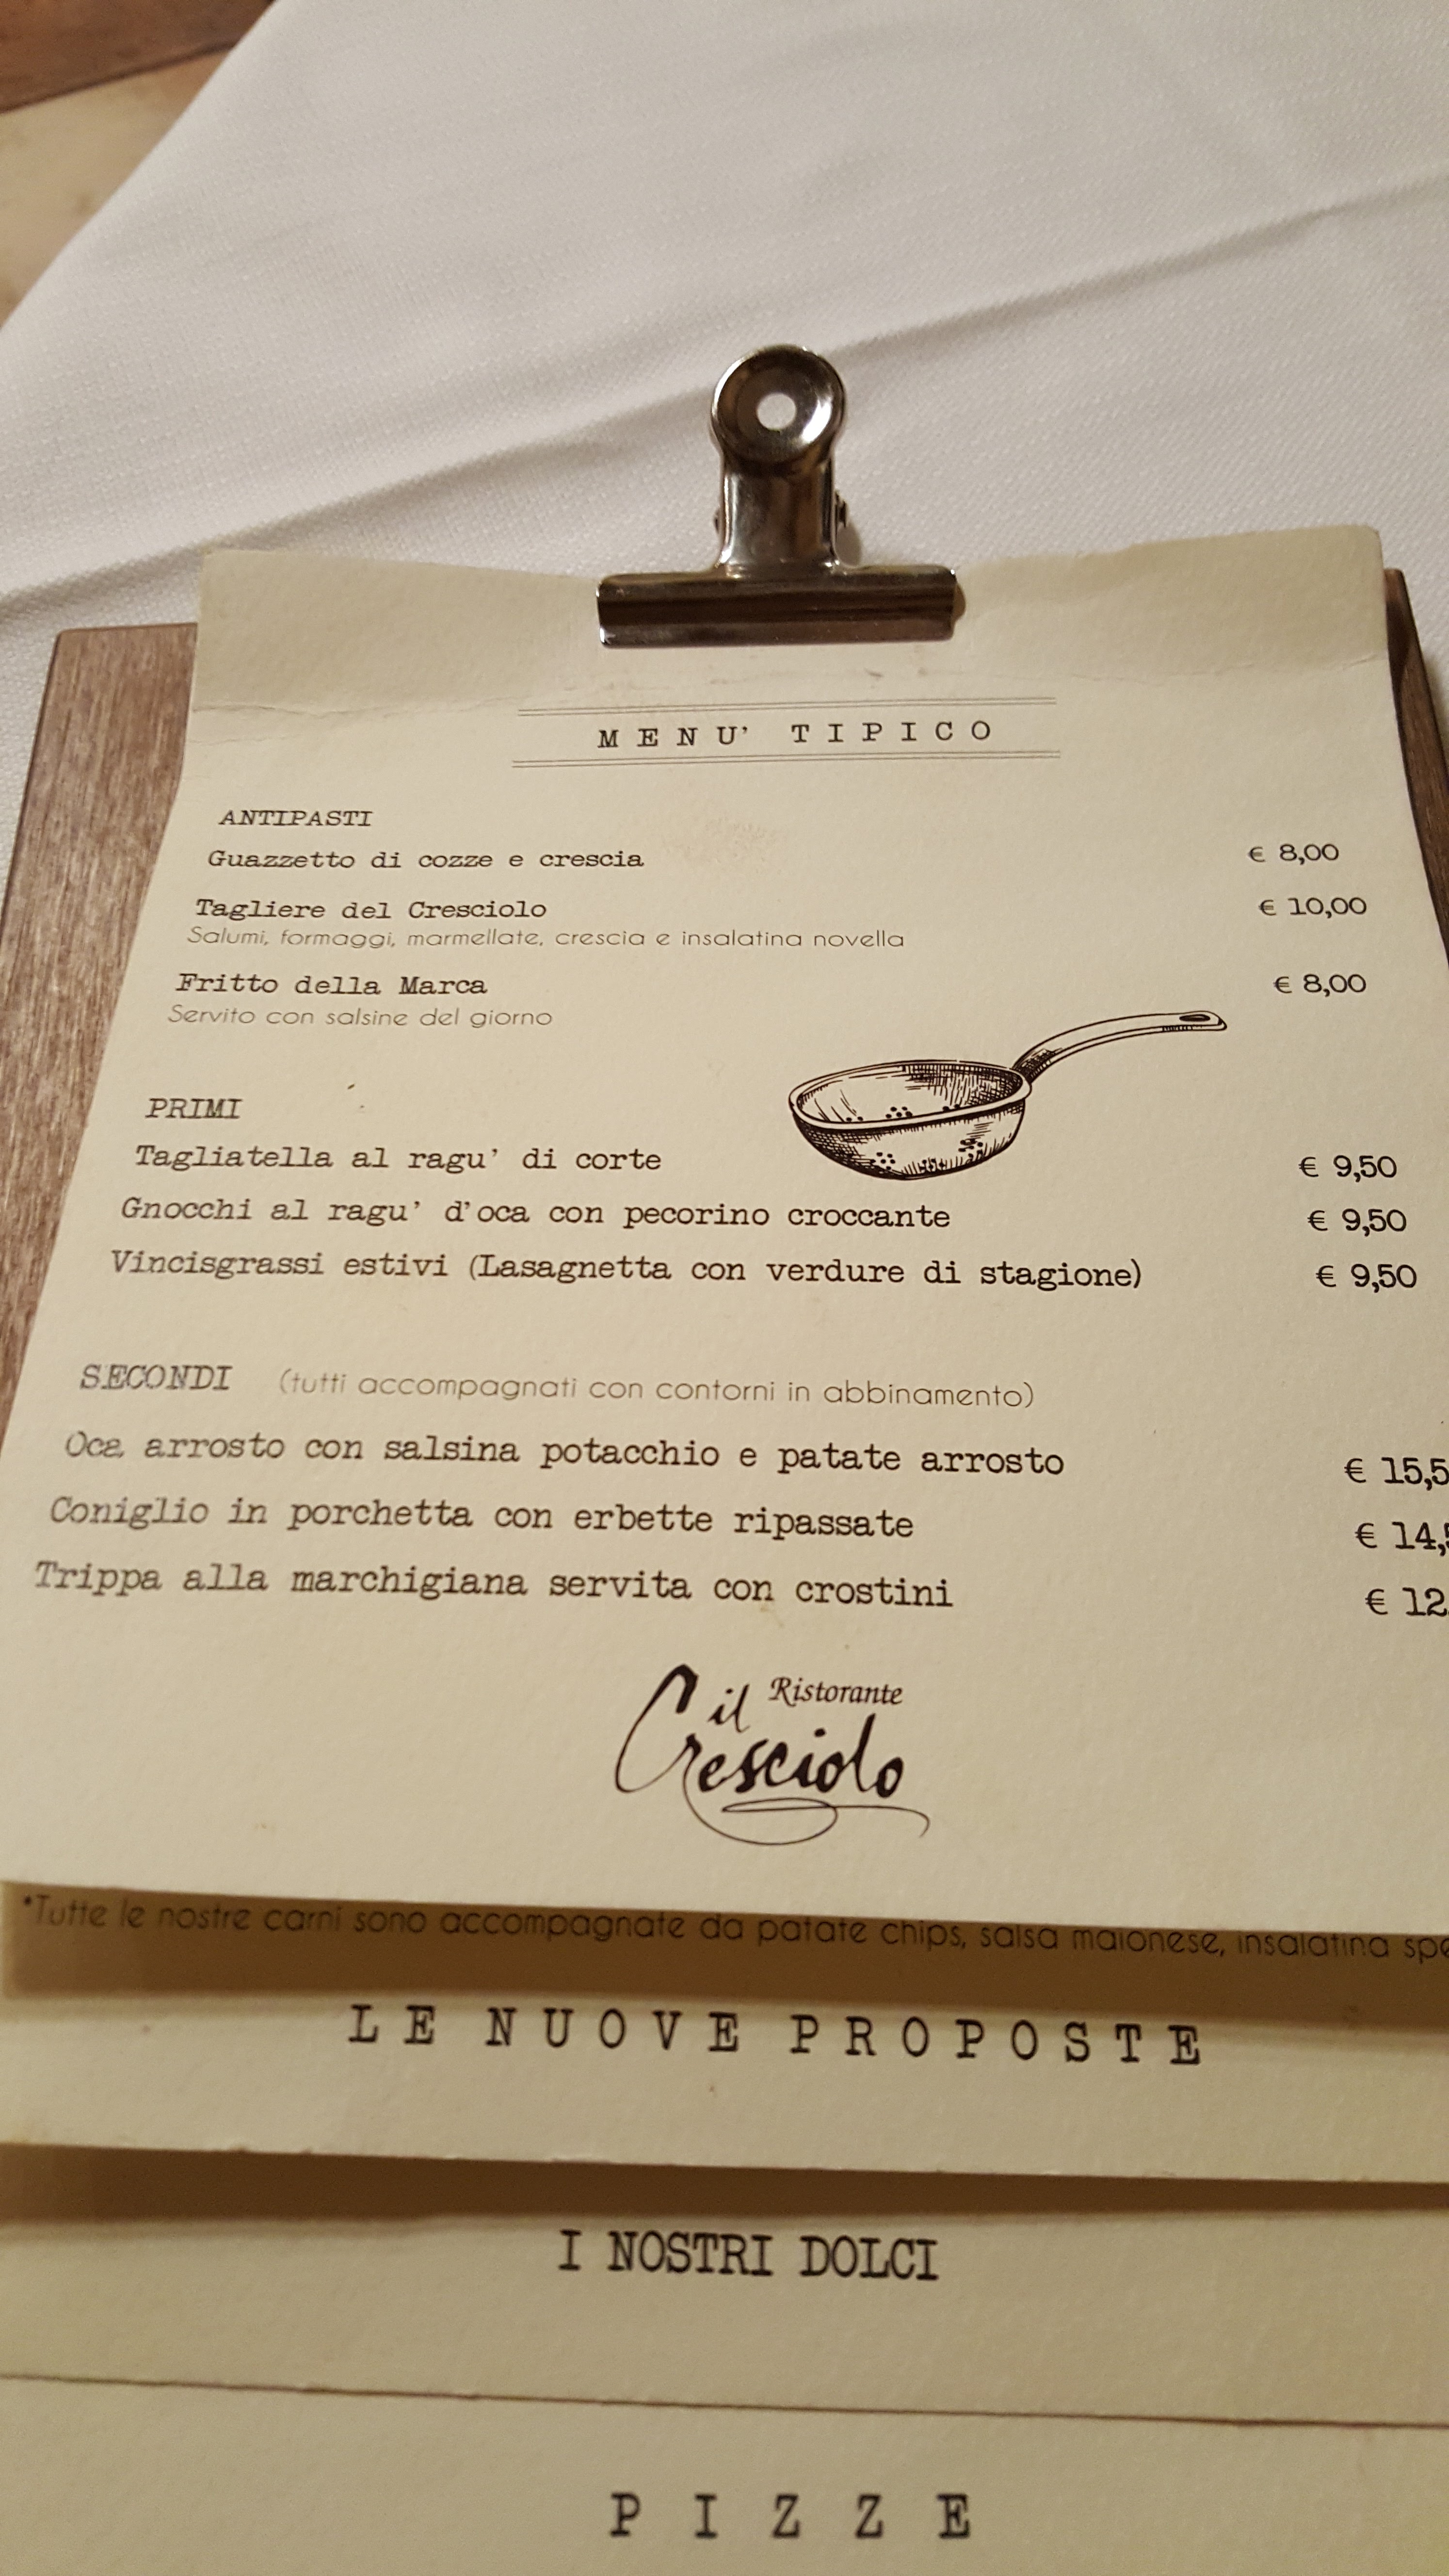 MENU' TIPICO
ANTIPASTI
Guazzetto di cozze e crescia € 8,00
Tagliere del Cresciolo € 10,00
Salumi, formaggi, marmellate, crescia e insalatina novella
Fritto della Marca € 8,00
Servito con salsine del giorno
PRIMI
Tagliatella al ragu' di corte € 9,50
Gnocchi al ragu' d'oca con pecorino croccante € 9,50
Vincisgrassi estivi (Lasagnetta con verdure di stagione) € 9,50
SECONDI (tutti accompagnati con contorni in abbinamento)
Oca arrosto con salsina potacchio e patate arrosto € 15,5
Coniglio in porchetta con erbette ripassate € 14,
Trippa alla marchigiana servita con crostini € 12
il Ristorante
Cresciolo
*Tutte le nostre carni sono accompagnate da patate chips, salsa maionese, insalatina
LE NUOVE PROPOSTE
I NOSTRI DOLCI
PIZZE